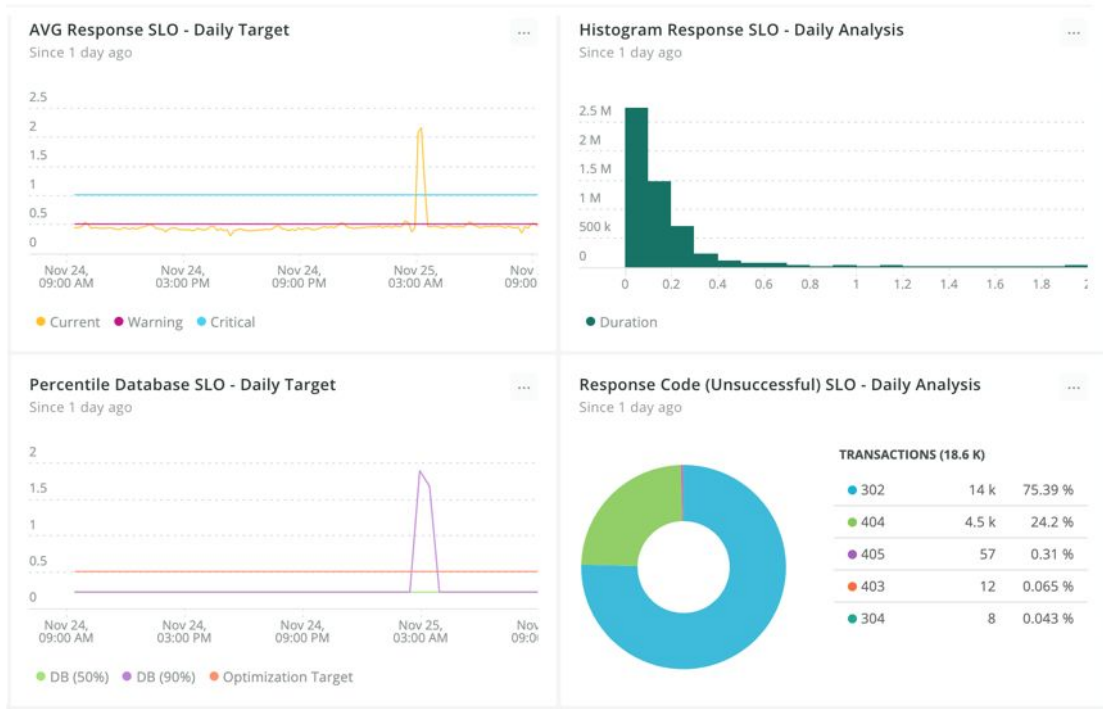 AVG Response SLO - Daily Target
...
Since 1 day ago
2.5
2
1.5
1
0.5
0
Nov 24, Nov 24, Nov 24, Nov 25, Nov
09:00 AM 03:00 PM 09:00 PM 03:00 AM 09:00
Current Warning Critical
Histogram Response SLO - Daily Analysis
...
Since 1 day ago
2.5 M
2 M
1.5 M
1 M
500 k
0
0 0.2 0.4 0.6 0.8 1 1.2 1.4 1.6 1.8
Duration
Percentile Database SLO - Daily Target
...
Since 1 day ago
2
1.5
1
0.5
0
Nov 24, Nov 24, Nov 24, Nov 25, Nov
09:00 AM 03:00 PM 09:00 PM 03:00 AM 09:0
DB (50%) DB (90%) Optimization Target
Response Code (Unsuccessful) SLO - Daily Analysis
...
Since 1 day ago
TRANSACTIONS (18.6 K)
302 14 k 75.39 %
404 4.5 k 24.2 %
405 57 0.31 %
403 12 0.065 %
304 8 0.043 %